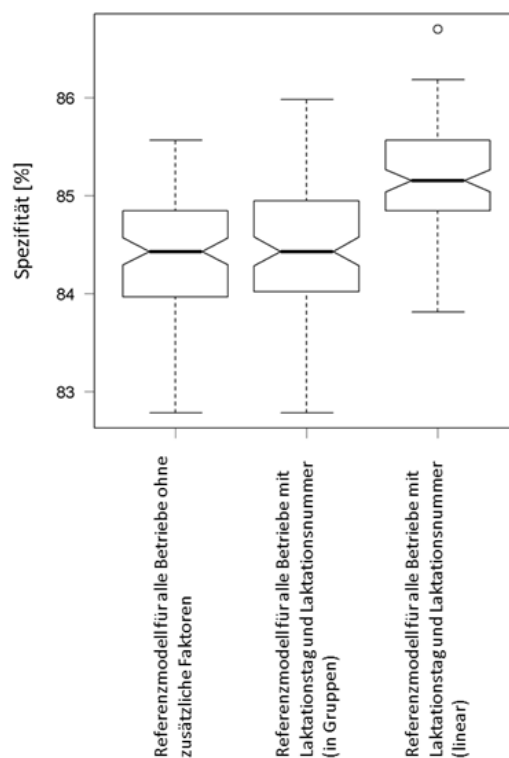 Spezifität [%]
86
85
84
83
Referenzmodell für alle Betriebe ohne
zusätzliche Faktoren
Referenzmodell für alle Betriebe mit
Laktationstag und Laktationsnummer
(in Gruppen)
Referenzmodell für alle Betriebe mit
Laktationstag und Laktationsnummer
(linear)